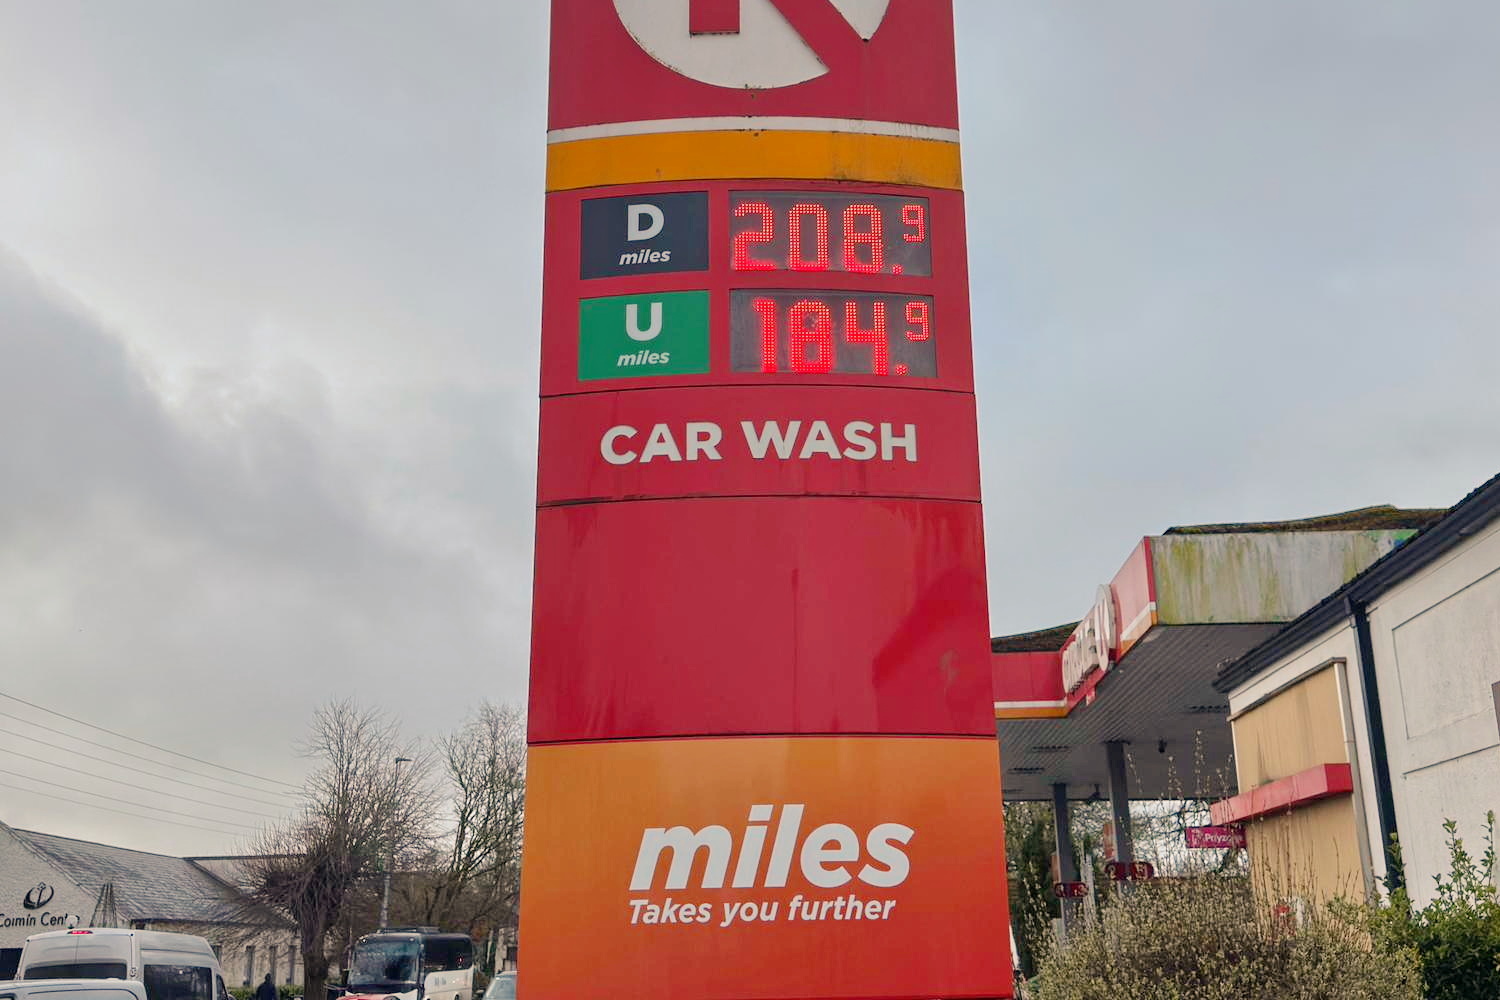 D
miles
208.9
U
miles
184.9
CAR WASH
miles
Takes you further